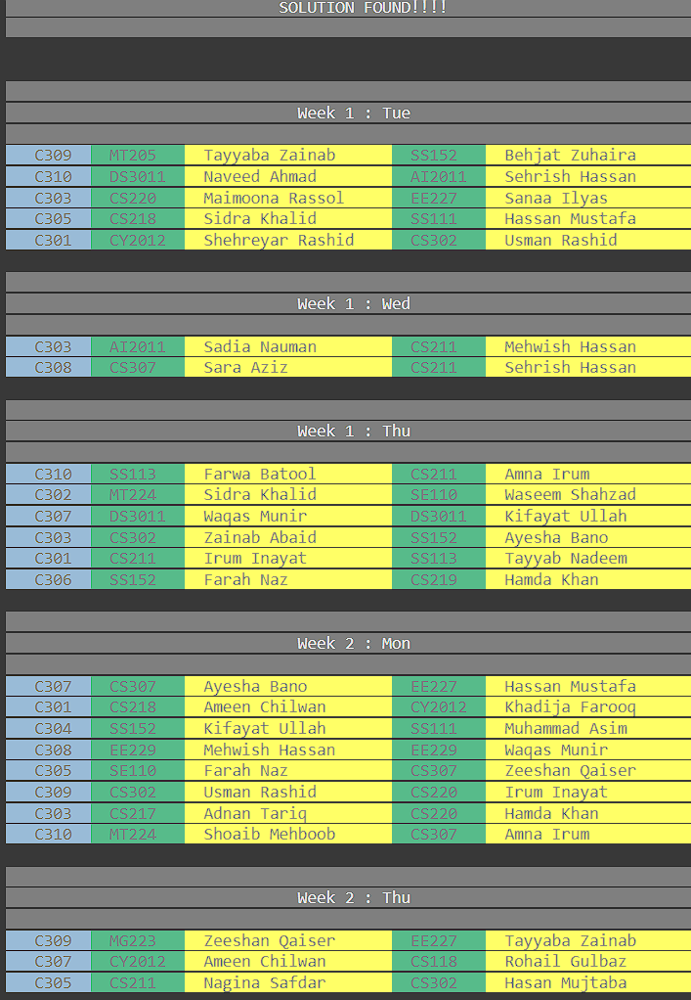 SOLUTION FOUND!!!!
Week 1 : Tue
C309 MT205 Tayyaba Zainab SS152 Behjat Zuhaira
C310 DS3011 Naveed Ahmad AI2011 Sehrish Hassan
C303 CS220 Maimoona Rassol EE227 Sanaa Ilyas
C305 CS218 Sidra Khalid SS111 Hassan Mustafa
C301 CY2012 Shehreyar Rashid CS302 Usman Rashid
Week 1 : Wed
C303 AI2011 Sadia Nauman CS211 Mehwish Hassan
C308 CS307 Sara Aziz CS211 Sehrish Hassan
Week 1 : Thu
C310 SS113 Farwa Batool CS211 Amna Irum
C302 MT224 Sidra Khalid SE110 Waseem Shahzad
C307 DS3011 Waqas Munir DS3011 Kifayat Ullah
C303 CS302 Zainab Abaid SS152 Ayesha Bano
C301 CS211 Irum Inayat SS113 Tayyab Nadeem
C306 SS152 Farah Naz CS219 Hamda Khan
Week 2 : Mon
C307 CS307 Ayesha Bano EE227 Hassan Mustafa
C301 CS218 Ameen Chilwan CY2012 Khadija Farooq
C304 SS152 Kifayat Ullah SS111 Muhammad Asim
C308 EE229 Mehwish Hassan EE229 Waqas Munir
C305 SE110 Farah Naz CS307 Zeeshan Qaiser
C309 CS302 Usman Rashid CS220 Irum Inayat
C303 CS217 Adnan Tariq CS220 Hamda Khan
C310 MT224 Shoaib Mehboob CS307 Amna Irum
Week 2 : Thu
C309 MG223 Zeeshan Qaiser EE227 Tayyaba Zainab
C307 CY2012 Ameen Chilwan CS118 Rohail Gulbaz
C305 CS211 Nagina Safdar CS302 Hasan Mujtaba